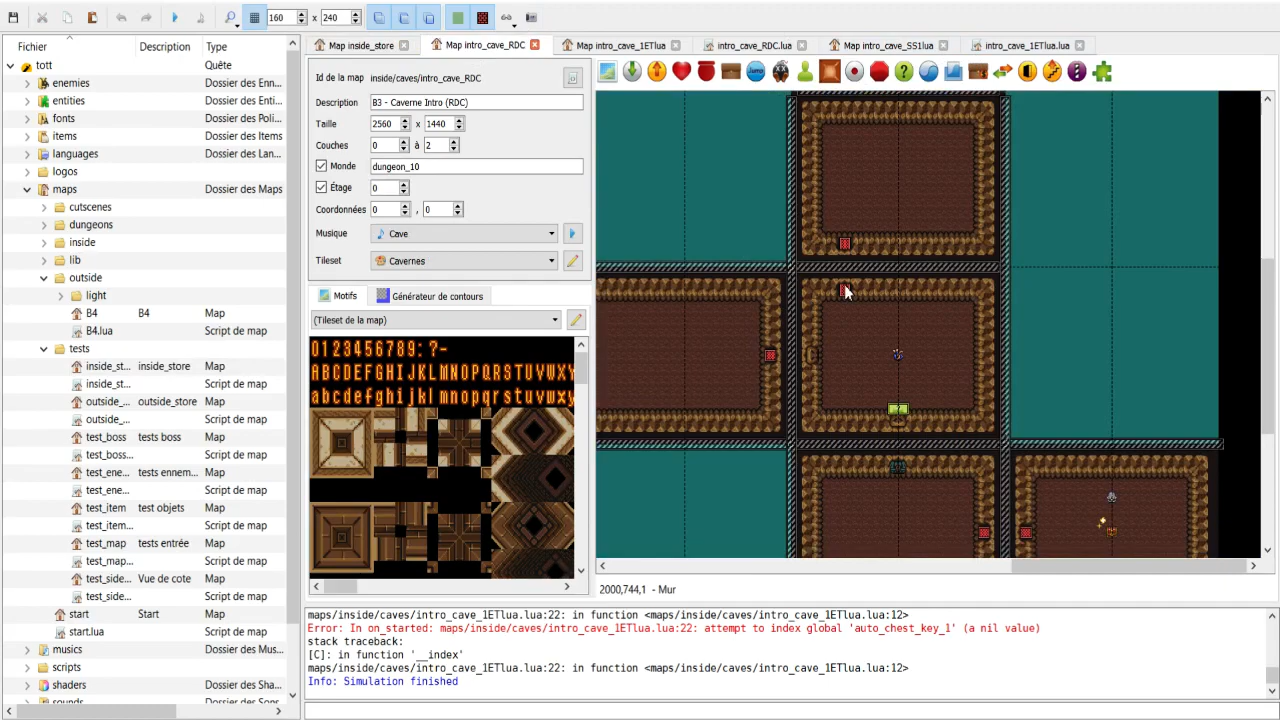 160 x 240
Fichier Description Type
tott Quête
enemies Dossier des Enn
entities Dossier des Enti
fonts Dossier des Poli
items Dossier des Items
languages Dossier des Lan
logos
maps Dossier des Maps
cutscenes
dungeons
inside
lib
outside
light
B4 B4 Map
B4.lua Script de map
tests
inside_st... inside_store Map
inside_st... Script de map
outside_... outside_store Map
outside_... Script de map
test_boss tests boss Map
test_boss... Script de map
test_ene... tests ennem... Map
test_ene... Script de map
test_item test objets Map
test_item... Script de map
test_map tests entrée Map
test_map... Script de map
test_side... Vue de cote Map
test_side... Script de map
start Start Map
start.lua Script de map
musics Dossier des Mus
scripts
shaders Dossier des Sha
sounds Dossier des Son
Map inside_store
Map intro_cave_RDC
Map intro_cave_1ETlua
intro_cave_RDC.lua
Map intro_cave_SS1lua
intro_cave_1ETlua.lua
Id de la map inside/caves/intro_cave_RDC
Description B3 - Caverne Intro (RDC)
Taille 2560 x 1440
Couches 0 à 2
Monde dungeon_10
Étage 0
Coordonnées 0 , 0
Musique Cave
Tileset Cavernes
Motifs Générateur de contours
(Tileset de la map)
0123456789:?-
ABCDEFGHIJKLMNOPQRSTUVWXY
abcdefghijklmnopqrstuvwxy
Jump
2000,744,1 - Mur
maps/inside/caves/intro_cave_1ETlua.lua:22: in function <maps/inside/caves/intro_cave_1ETlua.lua:12>
Error: In on_started: maps/inside/caves/intro_cave_1ETlua.lua:22: attempt to index global 'auto_chest_key_1' (a nil value)
stack traceback:
[C]: in function '__index'
maps/inside/caves/intro_cave_1ETlua.lua:22: in function <maps/inside/caves/intro_cave_1ETlua.lua:12>
Info: Simulation finished